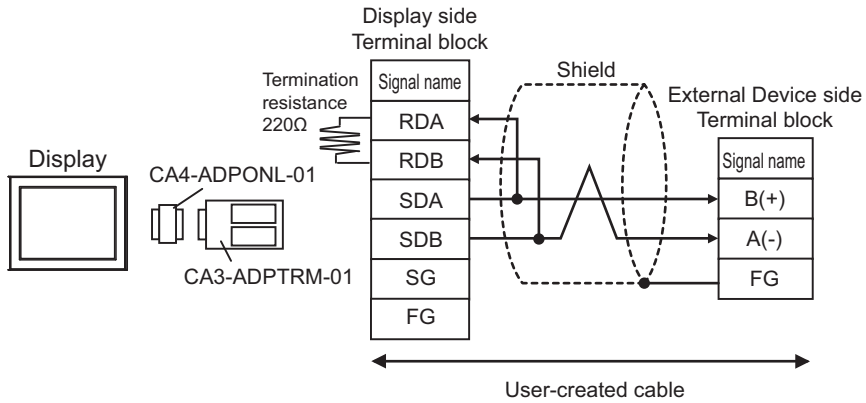 Display side
Terminal block
Termination
resistance
220Ω
Signal name
RDA
RDB
SDA
SDB
SG
FG
Shield
External Device side
Terminal block
Signal name
B(+)
A(-)
FG
Display
CA4-ADPONL-01
CA3-ADPTRM-01
User-created cable